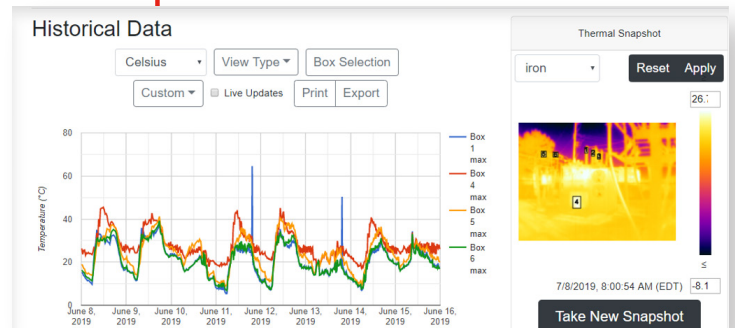 Historical Data
Celsius
View Type
Box Selection
Custom
Live Updates
Print
Export
80
60
40
20
0
Temperature (°C)
June 8,
2019
June 9,
2019
June 10,
2019
June 11,
2019
June 12,
2019
June 13,
2019
June 14,
2019
June 15,
2019
June 16,
2019
Box
1
max
Box
4
max
Box
5
max
Box
6
max
Thermal Snapshot
iron
Reset
Apply
26.
4
≤
7/8/2019, 8:00:54 AM (EDT)
-8.1
Take New Snapshot